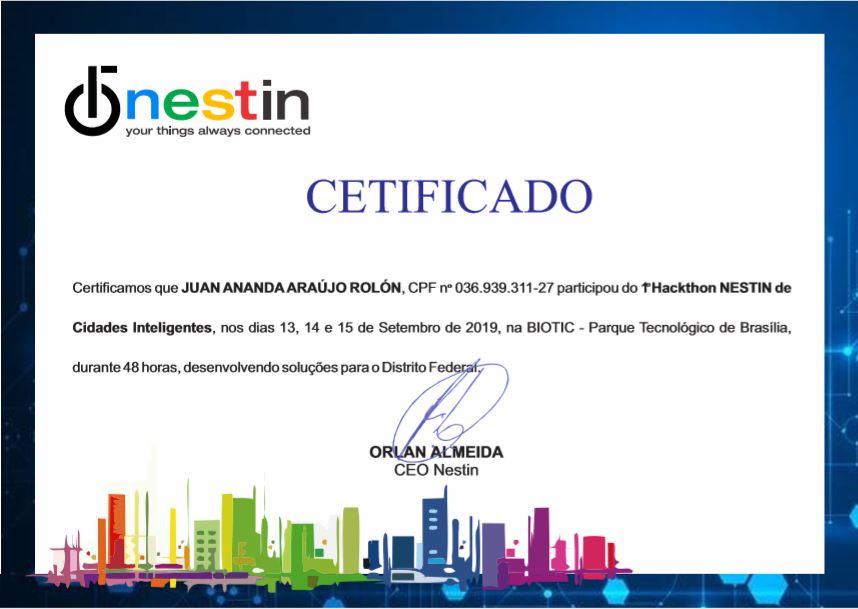 nestin
your things always connected
CETIFICADO
Certificamos que JUAN ANANDA ARAÚJO ROLÓN, CPF nº 036.939.311-27 participou do 1º Hackthon NESTIN de
Cidades Inteligentes, nos dias 13, 14 e 15 de Setembro de 2019, na BIOTIC - Parque Tecnológico de Brasília,
durante 48 horas, desenvolvendo soluções para o Distrito Federal.
ORLAN ALMEIDA
CEO Nestin